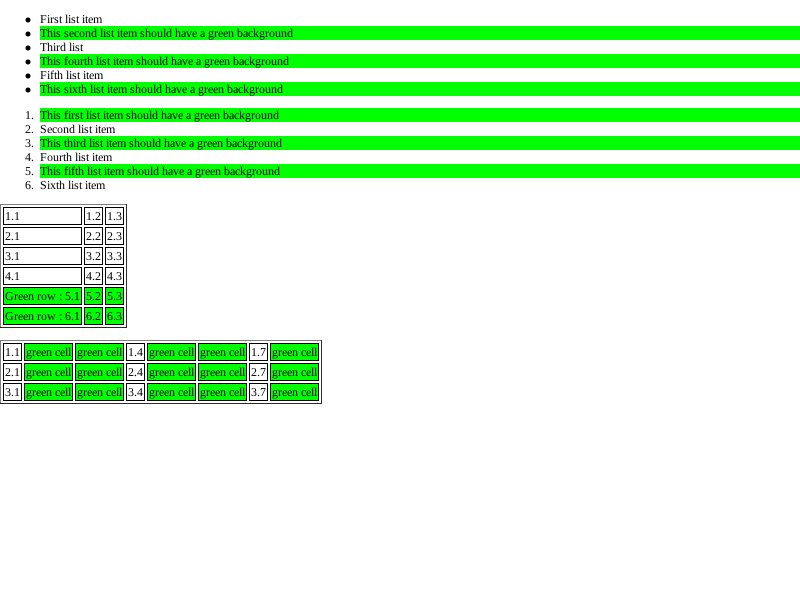 First list item
This second list item should have a green background
Third list
This fourth list item should have a green background
Fifth list item
This sixth list item should have a green background
1. This first list item should have a green background
2. Second list item
3. This third list item should have a green background
4. Fourth list item
5. This fifth list item should have a green background
6. Sixth list item
1.1 1.2 1.3
2.1 2.2 2.3
3.1 3.2 3.3
4.1 4.2 4.3
Green row : 5.1 5.2 5.3
Green row : 6.1 6.2 6.3
1.1 green cell green cell 1.4 green cell green cell 1.7 green cell
2.1 green cell green cell 2.4 green cell green cell 2.7 green cell
3.1 green cell green cell 3.4 green cell green cell 3.7 green cell